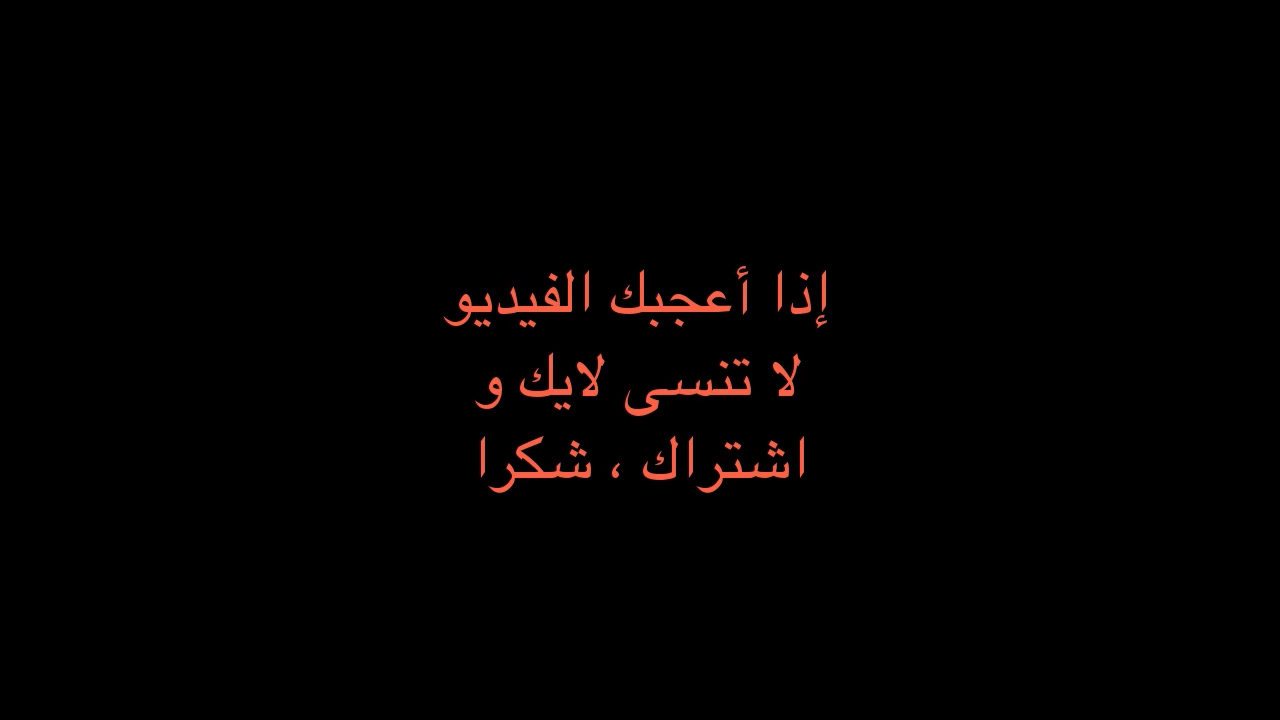 إذا أعجبك الفيديو
لا تنسى لايك و
اشتراك ، شكرا